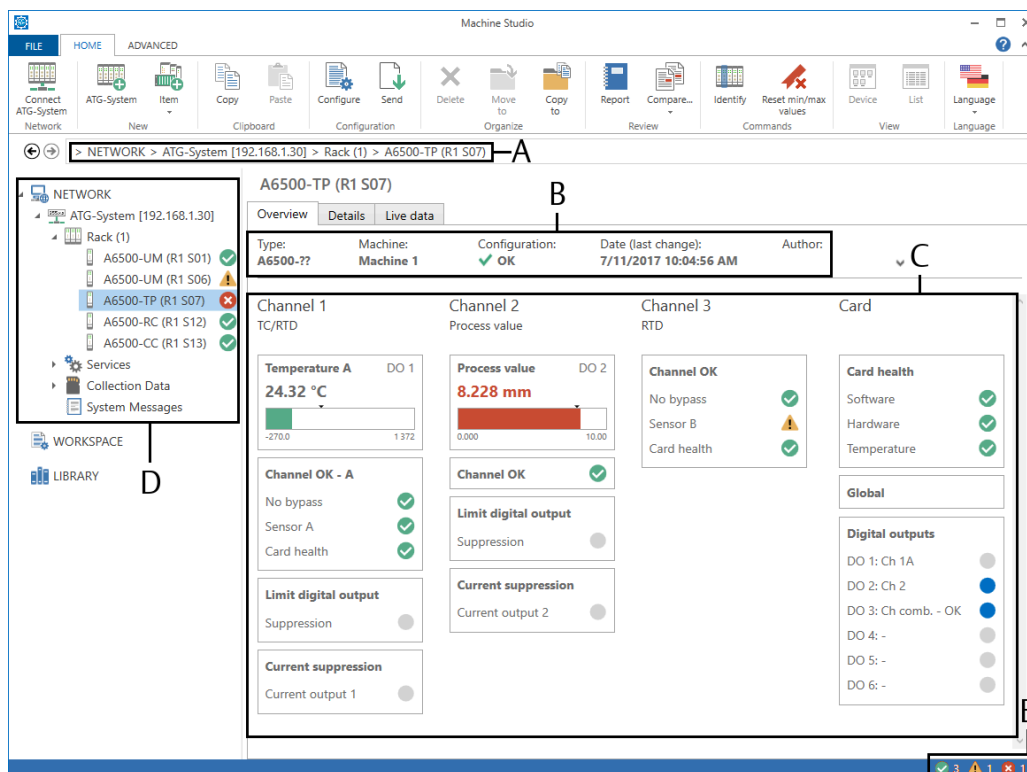 Machine Studio
FILE HOME ADVANCED
Connect ATG-System Item Copy Paste Configure Send Delete Move Copy Report Compare... Identify Reset min/max Device List Language
ATG-System to to values
Network New Clipboard Configuration Organize Review Commands View Language
> NETWORK > ATG-System [192.168.1.30] > Rack (1) > A6500-TP (R1 S07) A
NETWORK
ATG-System [192.168.1.30]
Rack (1)
A6500-UM (R1 S01)
A6500-UM (R1 S06)
A6500-TP (R1 S07)
A6500-RC (R1 S12)
A6500-CC (R1 S13)
Services
Collection Data
System Messages
D
WORKSPACE
LIBRARY
A6500-TP (R1 S07)
B
Overview Details Live data
Type: Machine: Configuration: Date (last change): Author:
A6500-?? Machine 1 OK 7/11/2017 10:04:56 AM
C
Channel 1
TC/RTD
Temperature A DO 1
24.32 °C
-270.0 1 372
Channel OK - A
No bypass
Sensor A
Card health
Limit digital output
Suppression
Current suppression
Current output 1
Channel 2
Process value
Process value DO 2
8.228 mm
0.000 10.00
Channel OK
Limit digital output
Suppression
Current suppression
Current output 2
Channel 3
RTD
Channel OK
No bypass
Sensor B
Card health
Card
Card health
Software
Hardware
Temperature
Global
Digital outputs
DO 1: Ch 1A
DO 2: Ch 2
DO 3: Ch comb. - OK
DO 4: -
DO 5: -
DO 6: -
E
3 1 1